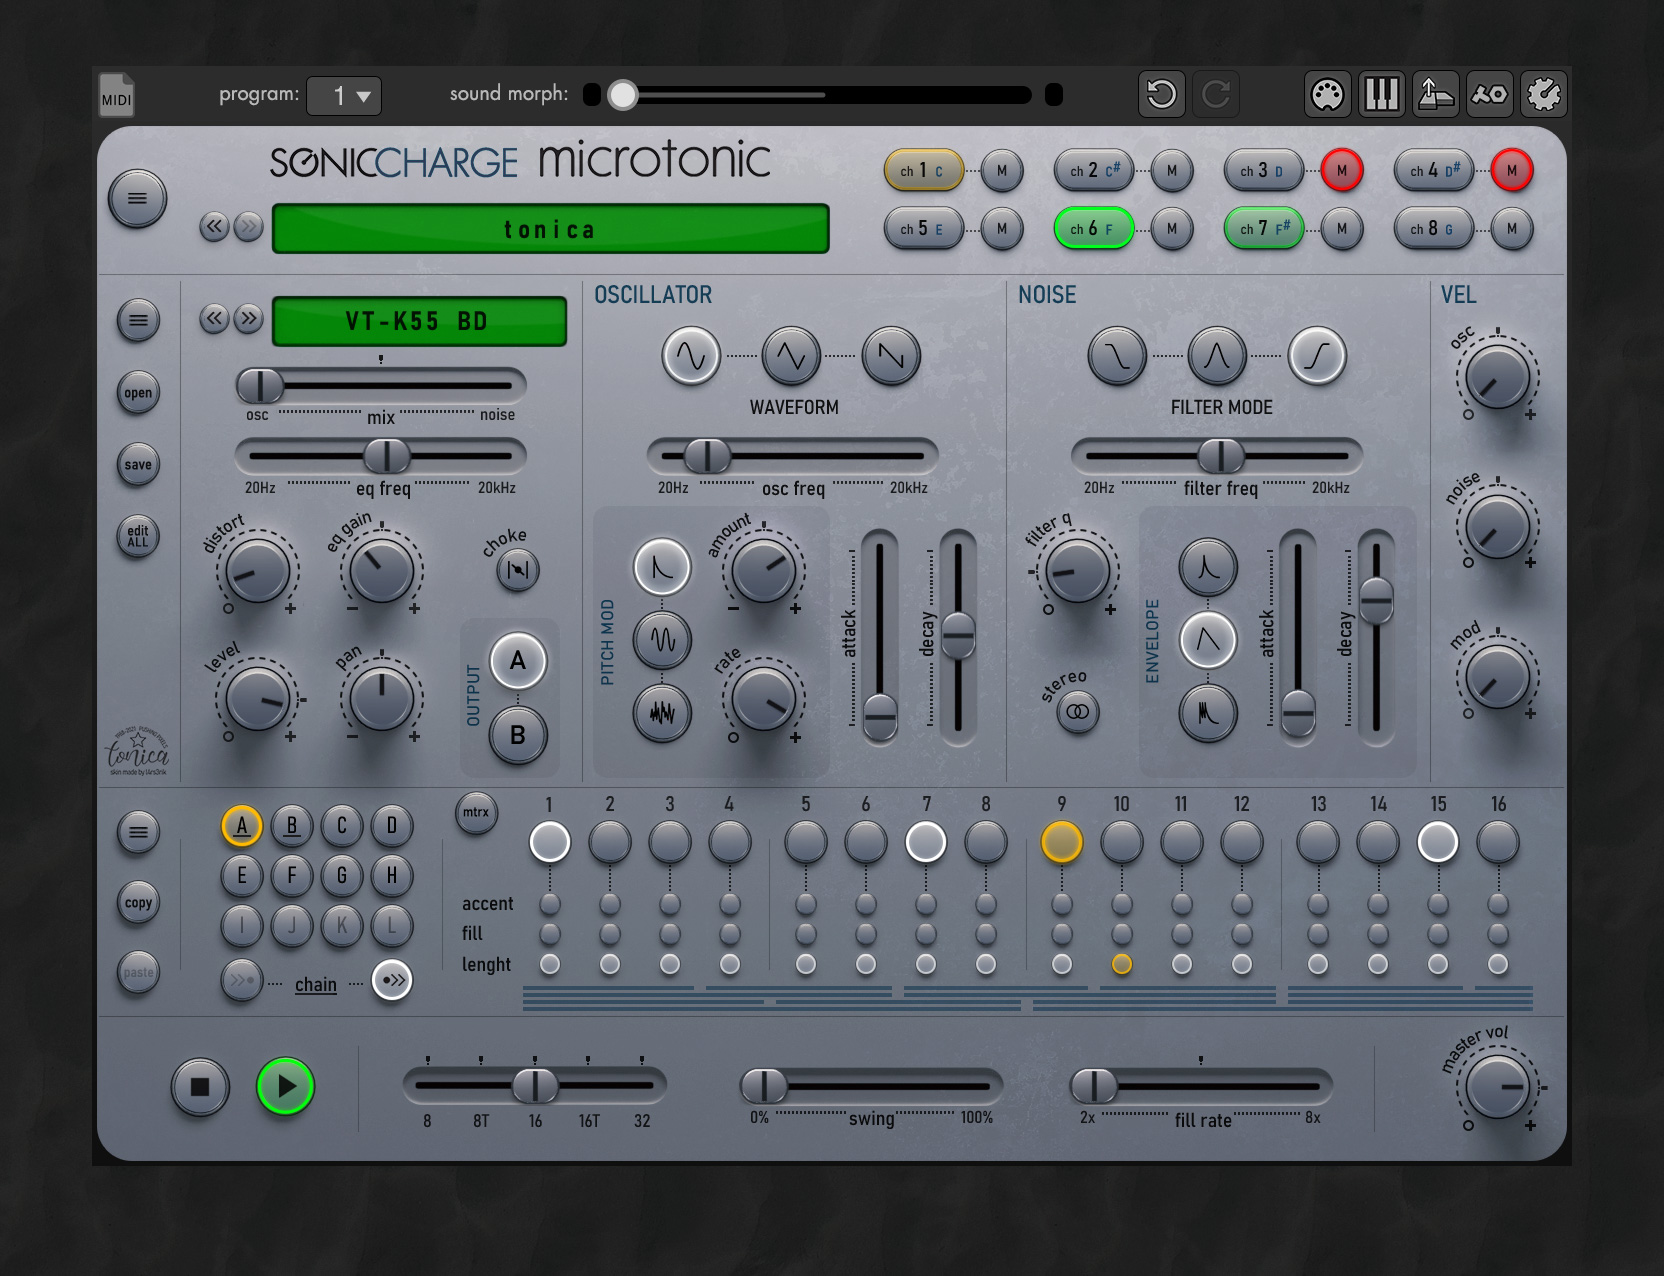 MIDI
program: 1
sound morph:
SONICCHARGE microtonic
tonica
ch 1 C M
ch 2 C# M
ch 3 D M
ch 4 D# M
ch 5 E M
ch 6 F M
ch 7 F# M
ch 8 G M
VT-K55 BD
open
save
edit
ALL
osc mix noise
20Hz eq freq 20kHz
distort
eq gain
choke
level
pan
OUTPUT
A
B
OSCILLATOR
WAVEFORM
20Hz osc freq 20kHz
PITCH MOD
amount
rate
attack
decay
NOISE
FILTER MODE
20Hz filter freq 20kHz
filter q
stereo
ENVELOPE
attack
decay
VEL
osc
noise
mod
tonica
skin made by
copy
paste
A B C D
E F G H
I J K L
chain
mtrx
1 2 3 4 5 6 7 8 9 10 11 12 13 14 15 16
accent
fill
lenght
8 8T 16 16T 32
0% swing 100%
2x fill rate 8x
master vol